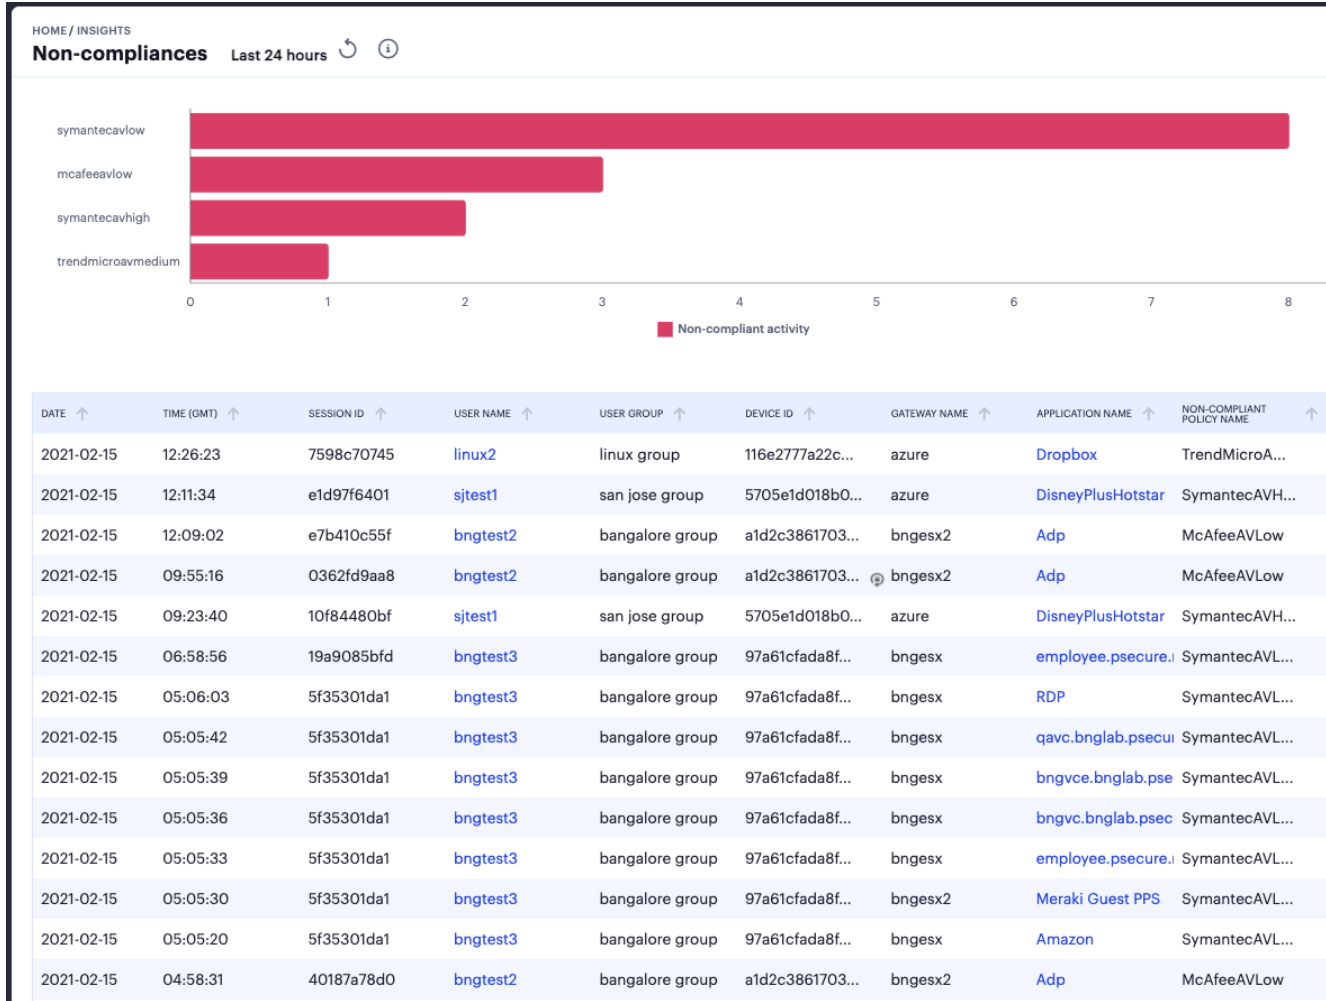 HOME / INSIGHTS
Non-compliances Last 24 hours
symantecavlow
mcafeeavlow
symantecavhigh
trendmicroavmedium
0 1 2 3 4 5 6 7 8
Non-compliant activity
DATE TIME (GMT) SESSION ID USER NAME USER GROUP DEVICE ID GATEWAY NAME APPLICATION NAME NON-COMPLIANT POLICY NAME
2021-02-15 12:26:23 7598c70745 linux2 linux group 116e2777a22c... azure Dropbox TrendMicroA...
2021-02-15 12:11:34 e1d97f6401 sjtest1 san jose group 5705e1d018b0... azure DisneyPlusHotstar SymantecAVH...
2021-02-15 12:09:02 e7b410c55f bngtest2 bangalore group a1d2c3861703... bngesx2 Adp McAfeeAVLow
2021-02-15 09:55:16 0362fd9aa8 bngtest2 bangalore group a1d2c3861703... bngesx2 Adp McAfeeAVLow
2021-02-15 09:23:40 10f84480bf sjtest1 san jose group 5705e1d018b0... azure DisneyPlusHotstar SymantecAVH...
2021-02-15 06:58:56 19a9085bfd bngtest3 bangalore group 97a61cfada8f... bngesx employee.psecure. SymantecAVL...
2021-02-15 05:06:03 5f35301da1 bngtest3 bangalore group 97a61cfada8f... bngesx RDP SymantecAVL...
2021-02-15 05:05:42 5f35301da1 bngtest3 bangalore group 97a61cfada8f... bngesx qavc.bnglab.psecu SymantecAVL...
2021-02-15 05:05:39 5f35301da1 bngtest3 bangalore group 97a61cfada8f... bngesx bngvce.bnglab.pse SymantecAVL...
2021-02-15 05:05:36 5f35301da1 bngtest3 bangalore group 97a61cfada8f... bngesx bngvc.bnglab.psec SymantecAVL...
2021-02-15 05:05:33 5f35301da1 bngtest3 bangalore group 97a61cfada8f... bngesx employee.psecure. SymantecAVL...
2021-02-15 05:05:30 5f35301da1 bngtest3 bangalore group 97a61cfada8f... bngesx2 Meraki Guest PPS SymantecAVL...
2021-02-15 05:05:20 5f35301da1 bngtest3 bangalore group 97a61cfada8f... bngesx Amazon SymantecAVL...
2021-02-15 04:58:31 40187a78d0 bngtest2 bangalore group a1d2c3861703... bngesx2 Adp McAfeeAVLow